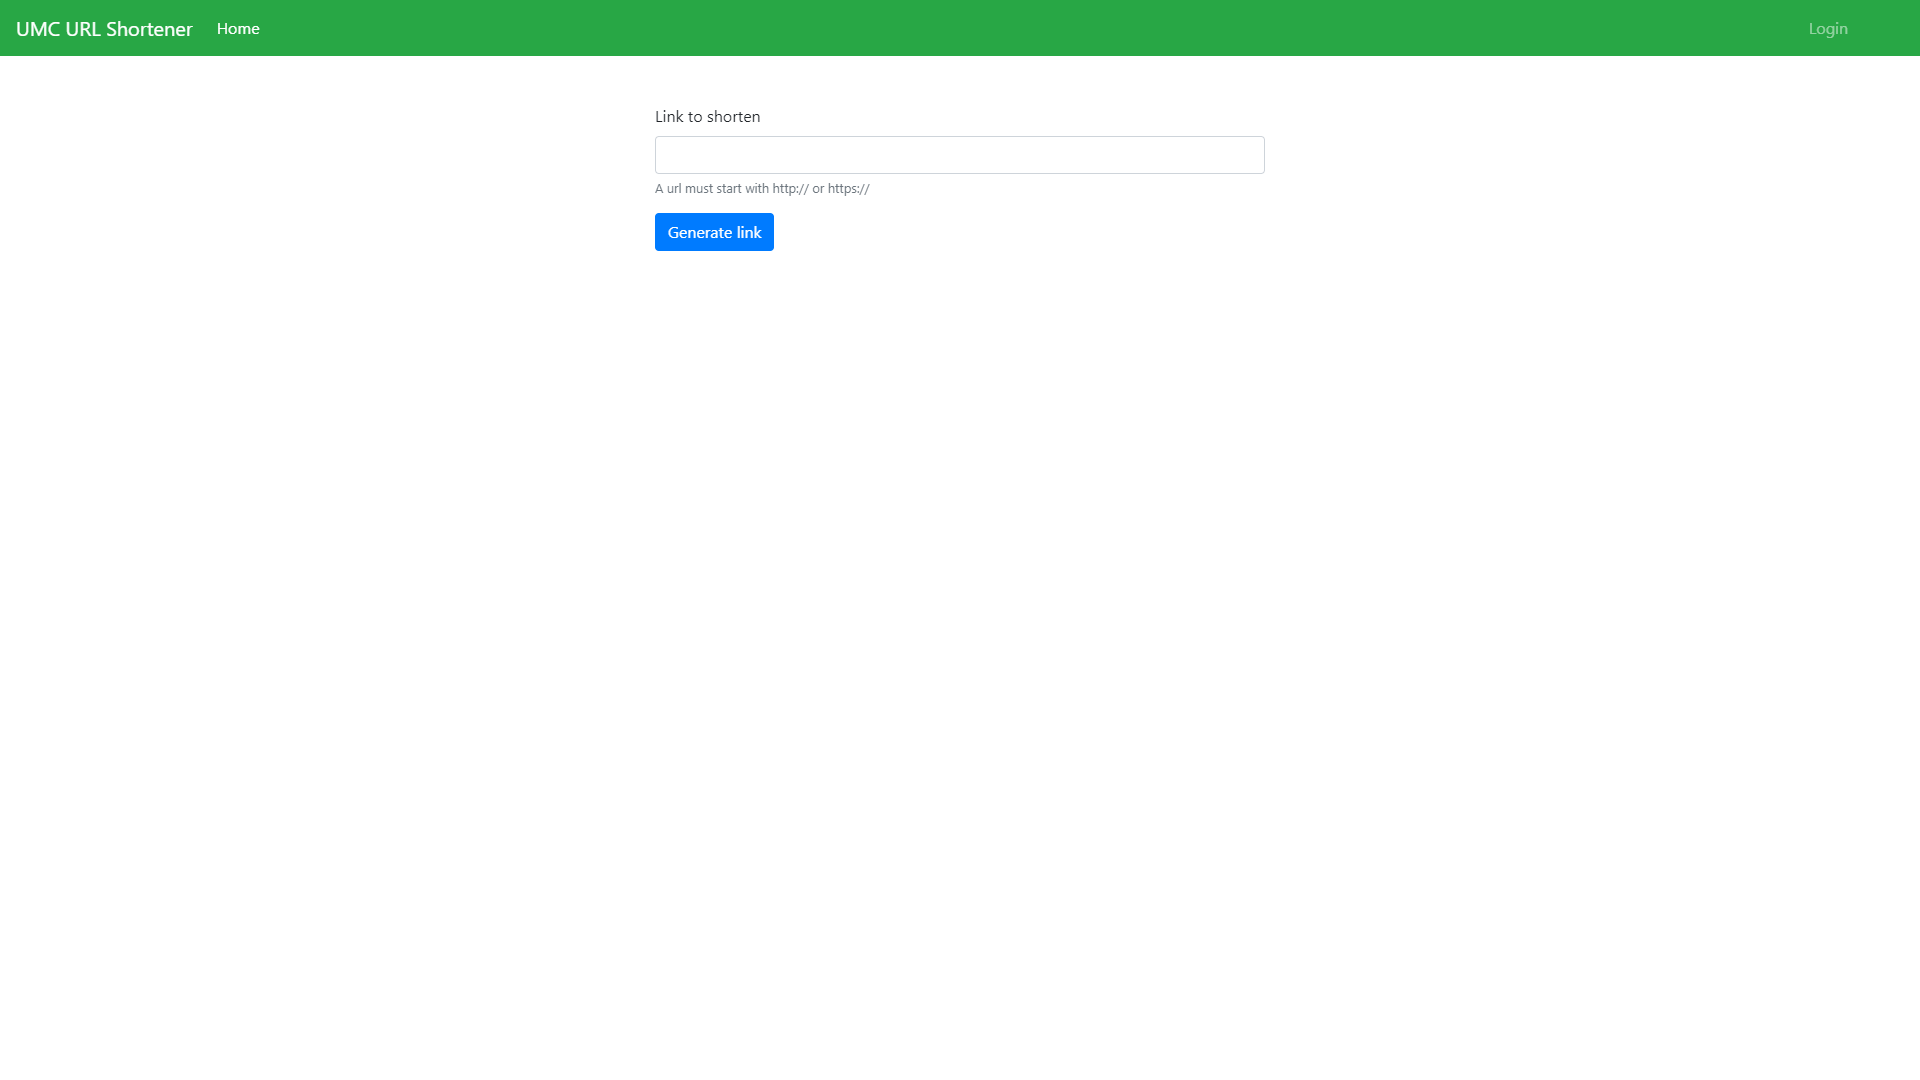 UMC URL Shortener Home Login
Link to shorten
A url must start with http:// or https://
Generate link